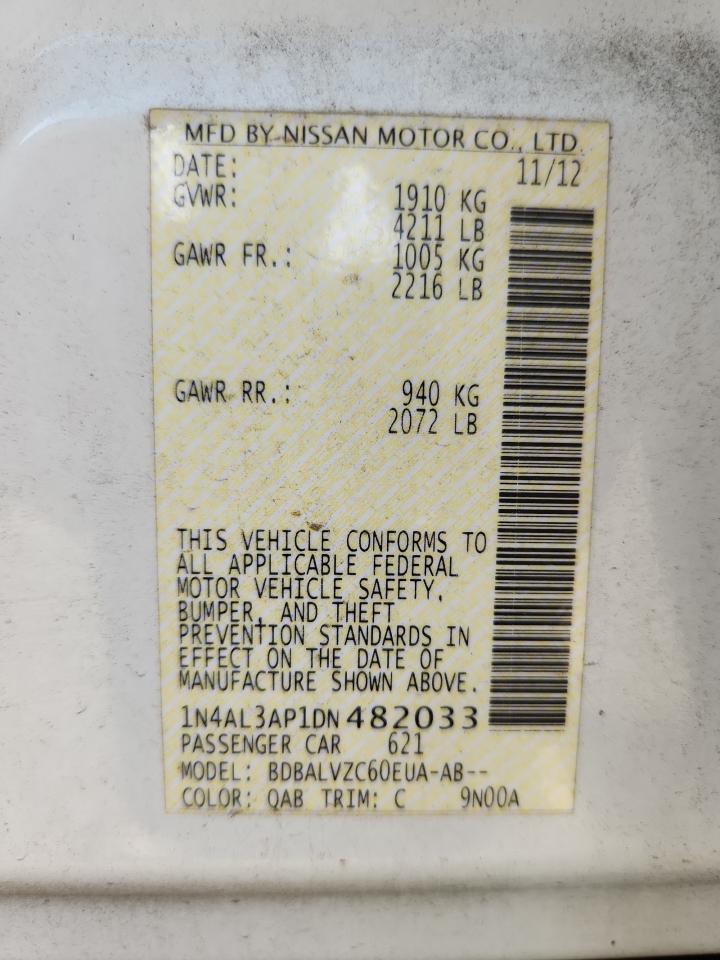 MFD BY NISSAN MOTOR CO., LTD.
DATE: 11/12
GVWR: 1910 KG
4211 LB
GAWR FR.: 1005 KG
2216 LB
GAWR RR.: 940 KG
2072 LB
THIS VEHICLE CONFORMS TO
ALL APPLICABLE FEDERAL
MOTOR VEHICLE SAFETY,
BUMPER, AND THEFT
PREVENTION STANDARDS IN
EFFECT ON THE DATE OF
MANUFACTURE SHOWN ABOVE.
1N4AL3AP1DN482033
PASSENGER CAR 621
MODEL: BDBALVZC60EUA-AB--
COLOR: QAB TRIM: C 9N00A